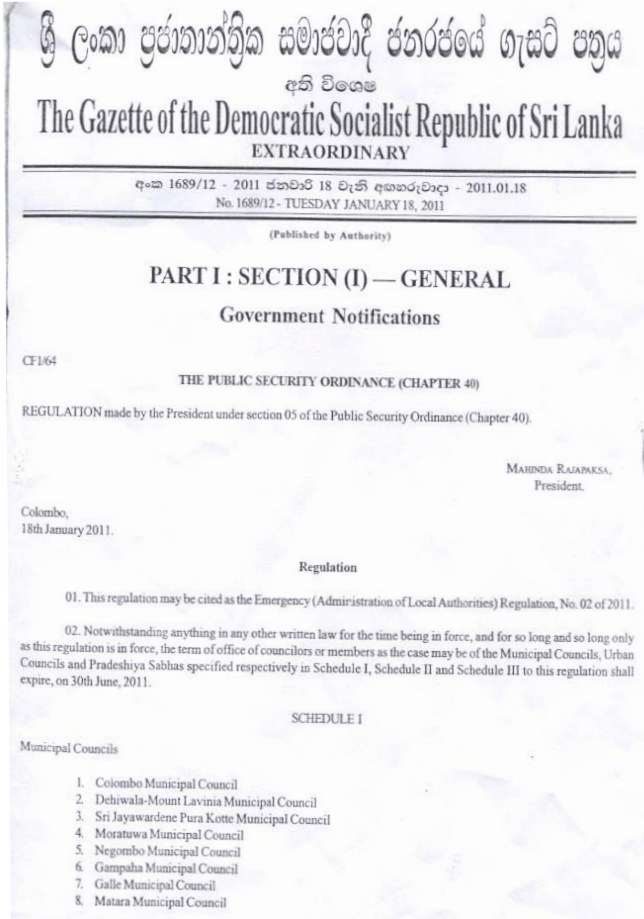 ශ්‍රී ලංකා ප්‍රජාතාන්ත්‍රික සමාජවාදී ජනරජයේ ගැසට් පත්‍රය
අති විශෙෂ
The Gazette of the Democratic Socialist Republic of Sri Lanka
EXTRAORDINARY
අංක 1689/12 - 2011 ජනවාරි 18 වැනි අඟහරුවාදා - 2011.01.18
No. 1689/12 - TUESDAY JANUARY 18, 2011
(Published by Authority)
PART I : SECTION (I) — GENERAL
Government Notifications
CF1/64
THE PUBLIC SECURITY ORDINANCE (CHAPTER 40)
REGULATION made by the President under section 05 of the Public Security Ordinance (Chapter 40).
MAHINDA RAJAPAKSA,
President.
Colombo,
18th January 2011.
Regulation
01. This regulation may be cited as the Emergency (Administration of Local Authorities) Regulation, No. 02 of 2011.
02. Notwithstanding anything in any other written law for the time being in force, and for so long and so long only
as this regulation is in force, the term of office of councilors or members as the case may be of the Municipal Councils, Urban
Councils and Pradeshiya Sabhas specified respectively in Schedule I, Schedule II and Schedule III to this regulation shall
expire, on 30th June, 2011.
SCHEDULE I
Municipal Councils
1. Colombo Municipal Council
2. Dehiwala-Mount Lavinia Municipal Council
3. Sri Jayawardene Pura Kotte Municipal Council
4. Moratuwa Municipal Council
5. Negombo Municipal Council
6. Gampaha Municipal Council
7. Galle Municipal Council
8. Matara Municipal Council